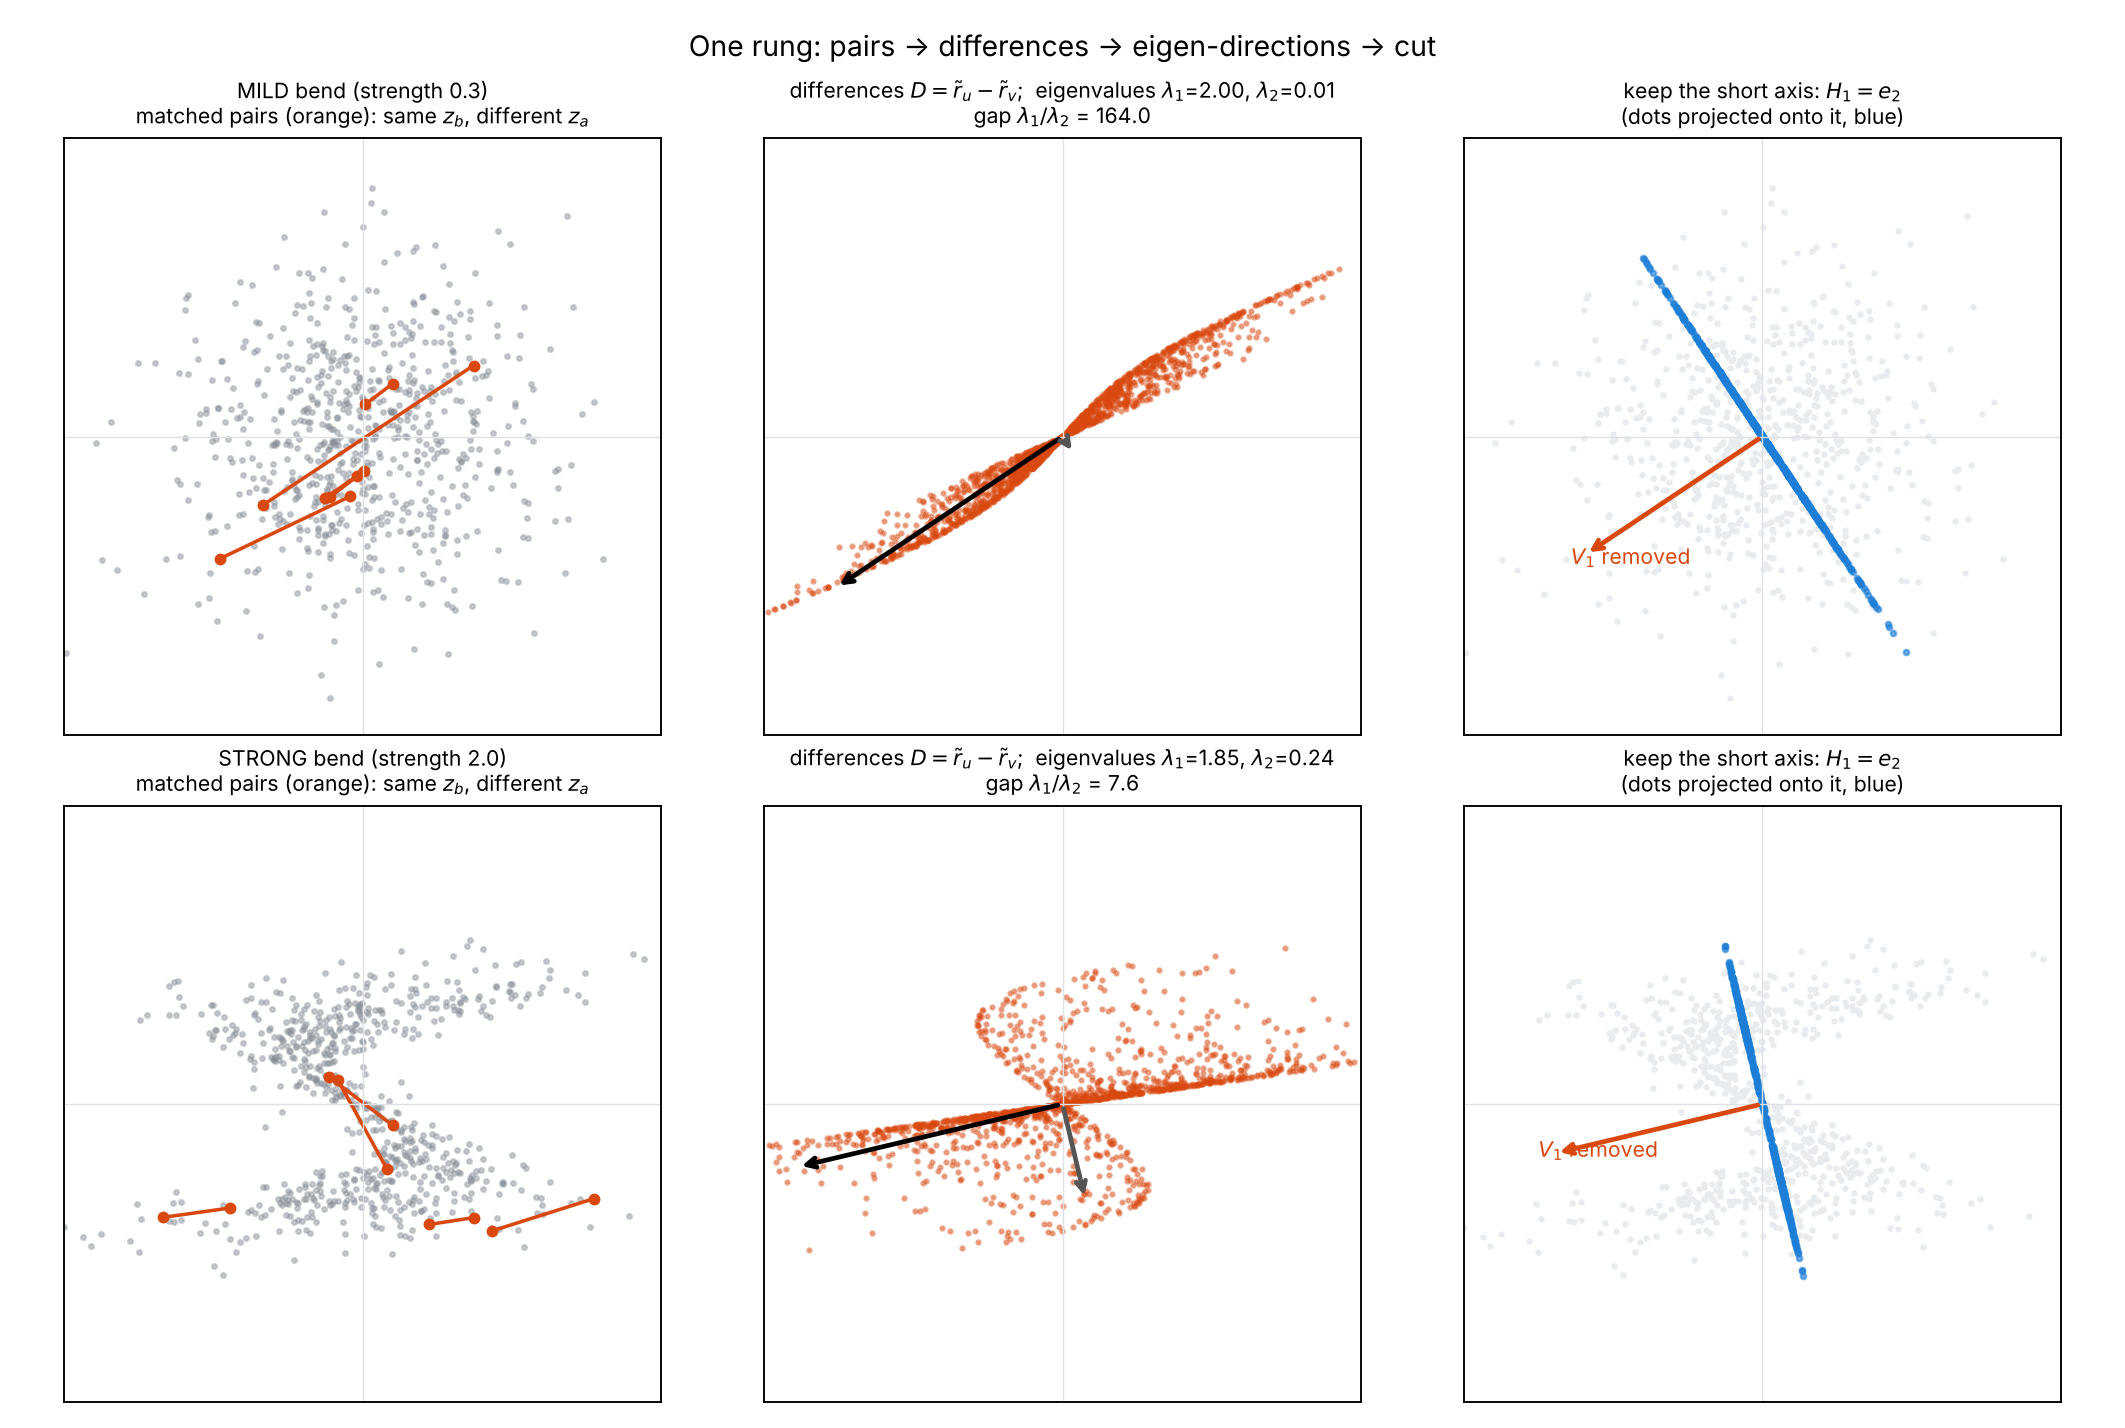 One rung: pairs → differences → eigen-directions → cut
MILD bend (strength 0.3)
matched pairs (orange): same z_b, different z_a
differences D = r̃_u − r̃_v; eigenvalues λ₁=2.00, λ₂=0.01
gap λ₁/λ₂ = 164.0
keep the short axis: H₁ = e₂
(dots projected onto it, blue)
V₁ removed
STRONG bend (strength 2.0)
matched pairs (orange): same z_b, different z_a
differences D = r̃_u − r̃_v; eigenvalues λ₁=1.85, λ₂=0.24
gap λ₁/λ₂ = 7.6
keep the short axis: H₁ = e₂
(dots projected onto it, blue)
V₁ removed